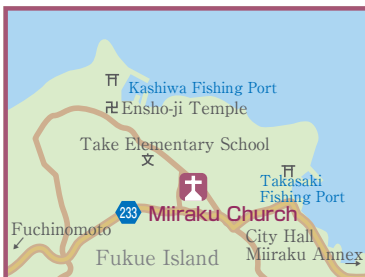 Kashiwa Fishing Port
Ensho-ji Temple
Take Elementary School
文
Takasaki
Fishing Port
233
Miiraku Church
Fuchinomoto
City Hall
Miiraku Annex
Fukue Island